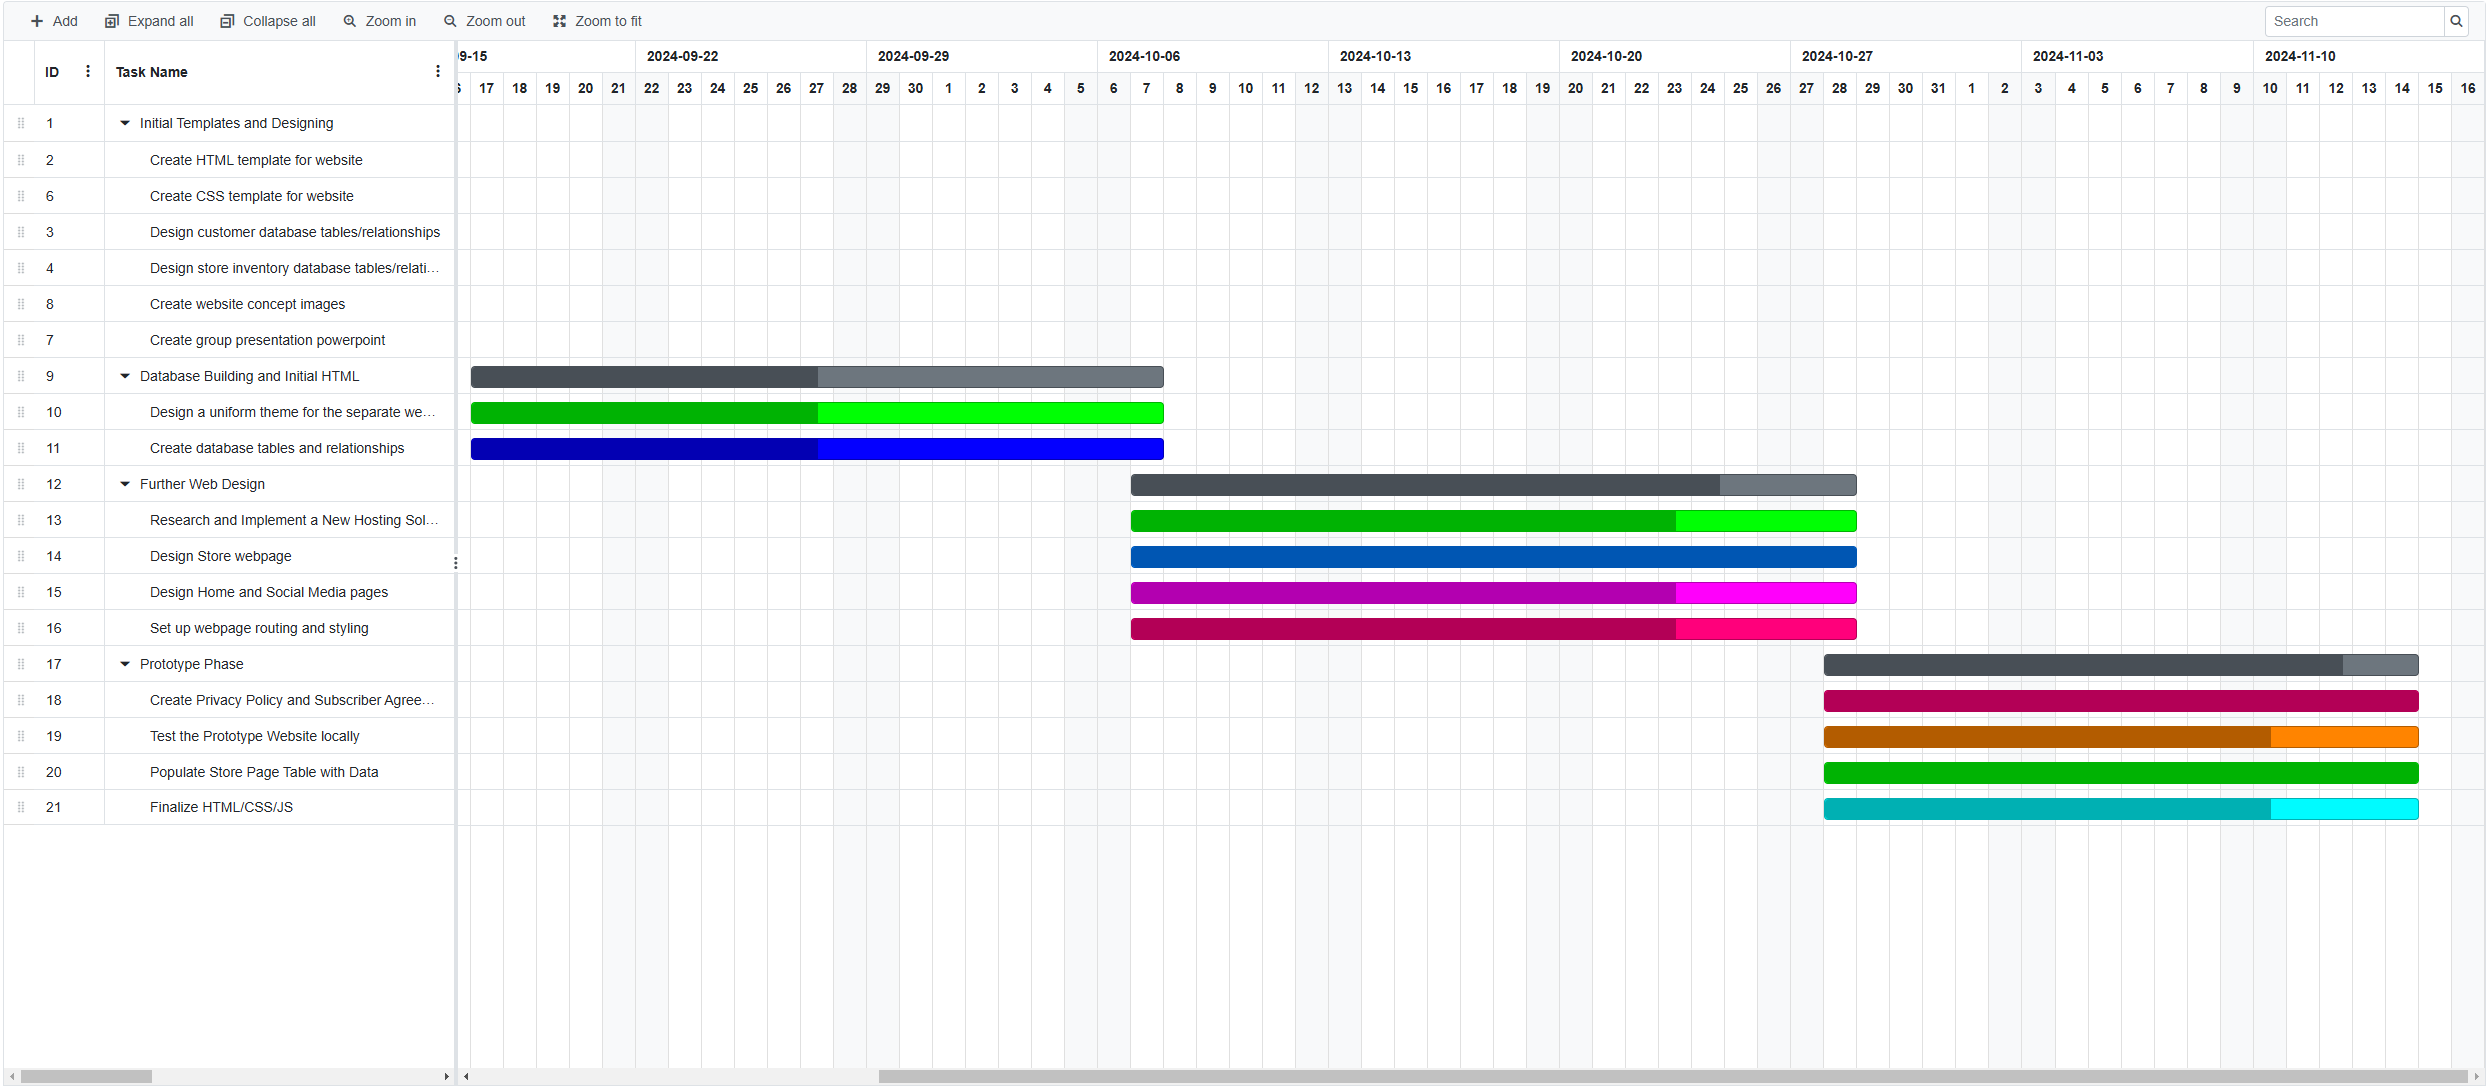 Add Expand all Collapse all Zoom in Zoom out Zoom to fit Search
ID Task Name
09-15 2024-09-22 2024-09-29 2024-10-06 2024-10-13 2024-10-20 2024-10-27 2024-11-03 2024-11-10
17 18 19 20 21 22 23 24 25 26 27 28 29 30 1 2 3 4 5 6 7 8 9 10 11 12 13 14 15 16 17 18 19 20 21 22 23 24 25 26 27 28 29 30 31 1 2 3 4 5 6 7 8 9 10 11 12 13 14 15 16
1 Initial Templates and Designing
2 Create HTML template for website
6 Create CSS template for website
3 Design customer database tables/relationships
4 Design store inventory database tables/relati...
8 Create website concept images
7 Create group presentation powerpoint
9 Database Building and Initial HTML
10 Design a uniform theme for the separate we...
11 Create database tables and relationships
12 Further Web Design
13 Research and Implement a New Hosting Sol...
14 Design Store webpage
15 Design Home and Social Media pages
16 Set up webpage routing and styling
17 Prototype Phase
18 Create Privacy Policy and Subscriber Agree...
19 Test the Prototype Website locally
20 Populate Store Page Table with Data
21 Finalize HTML/CSS/JS